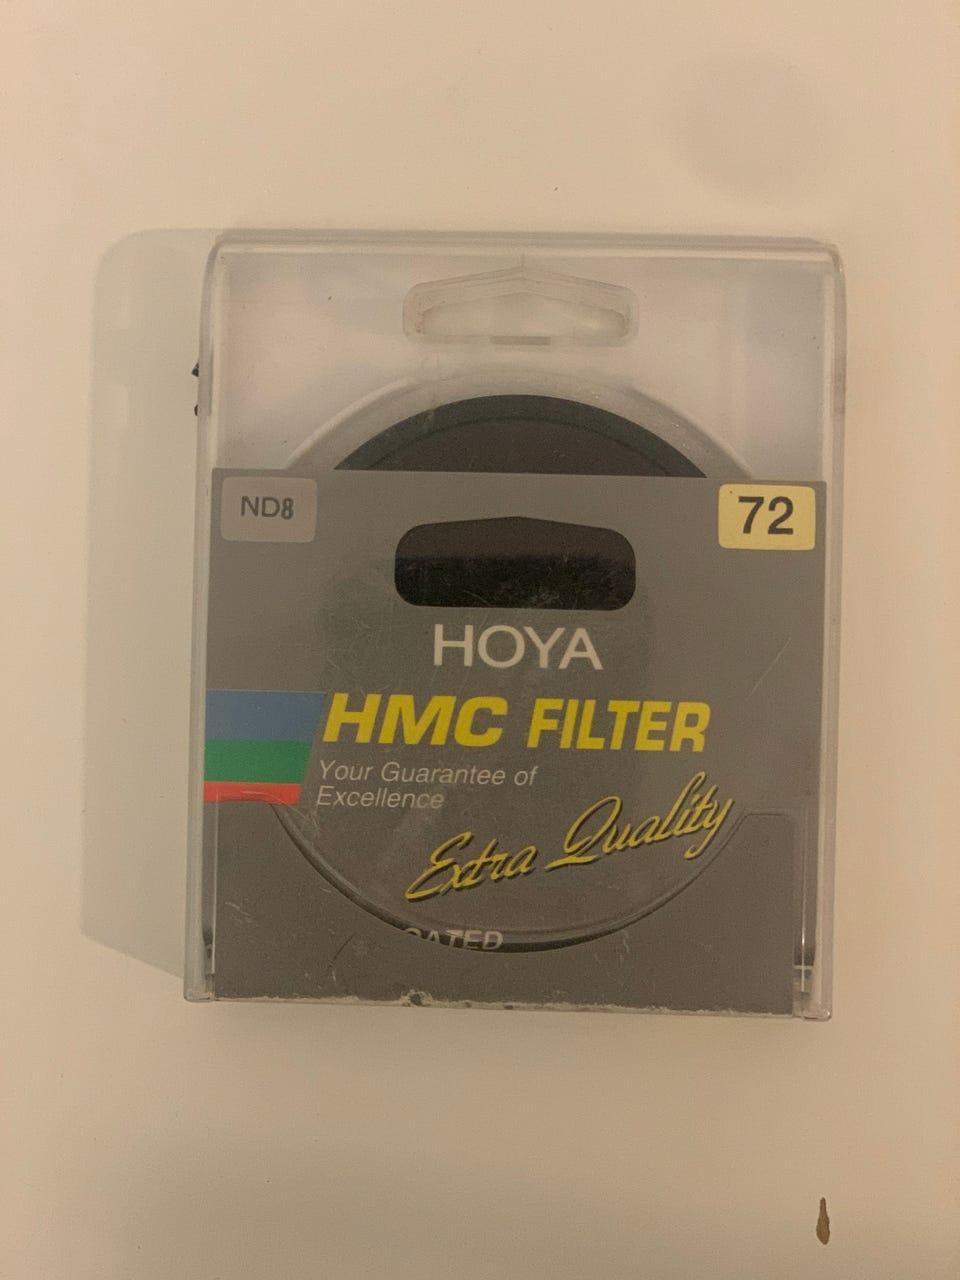 ND8
72
HOYA
HMC FILTER
Your Guarantee of
Excellence
Extra Quality